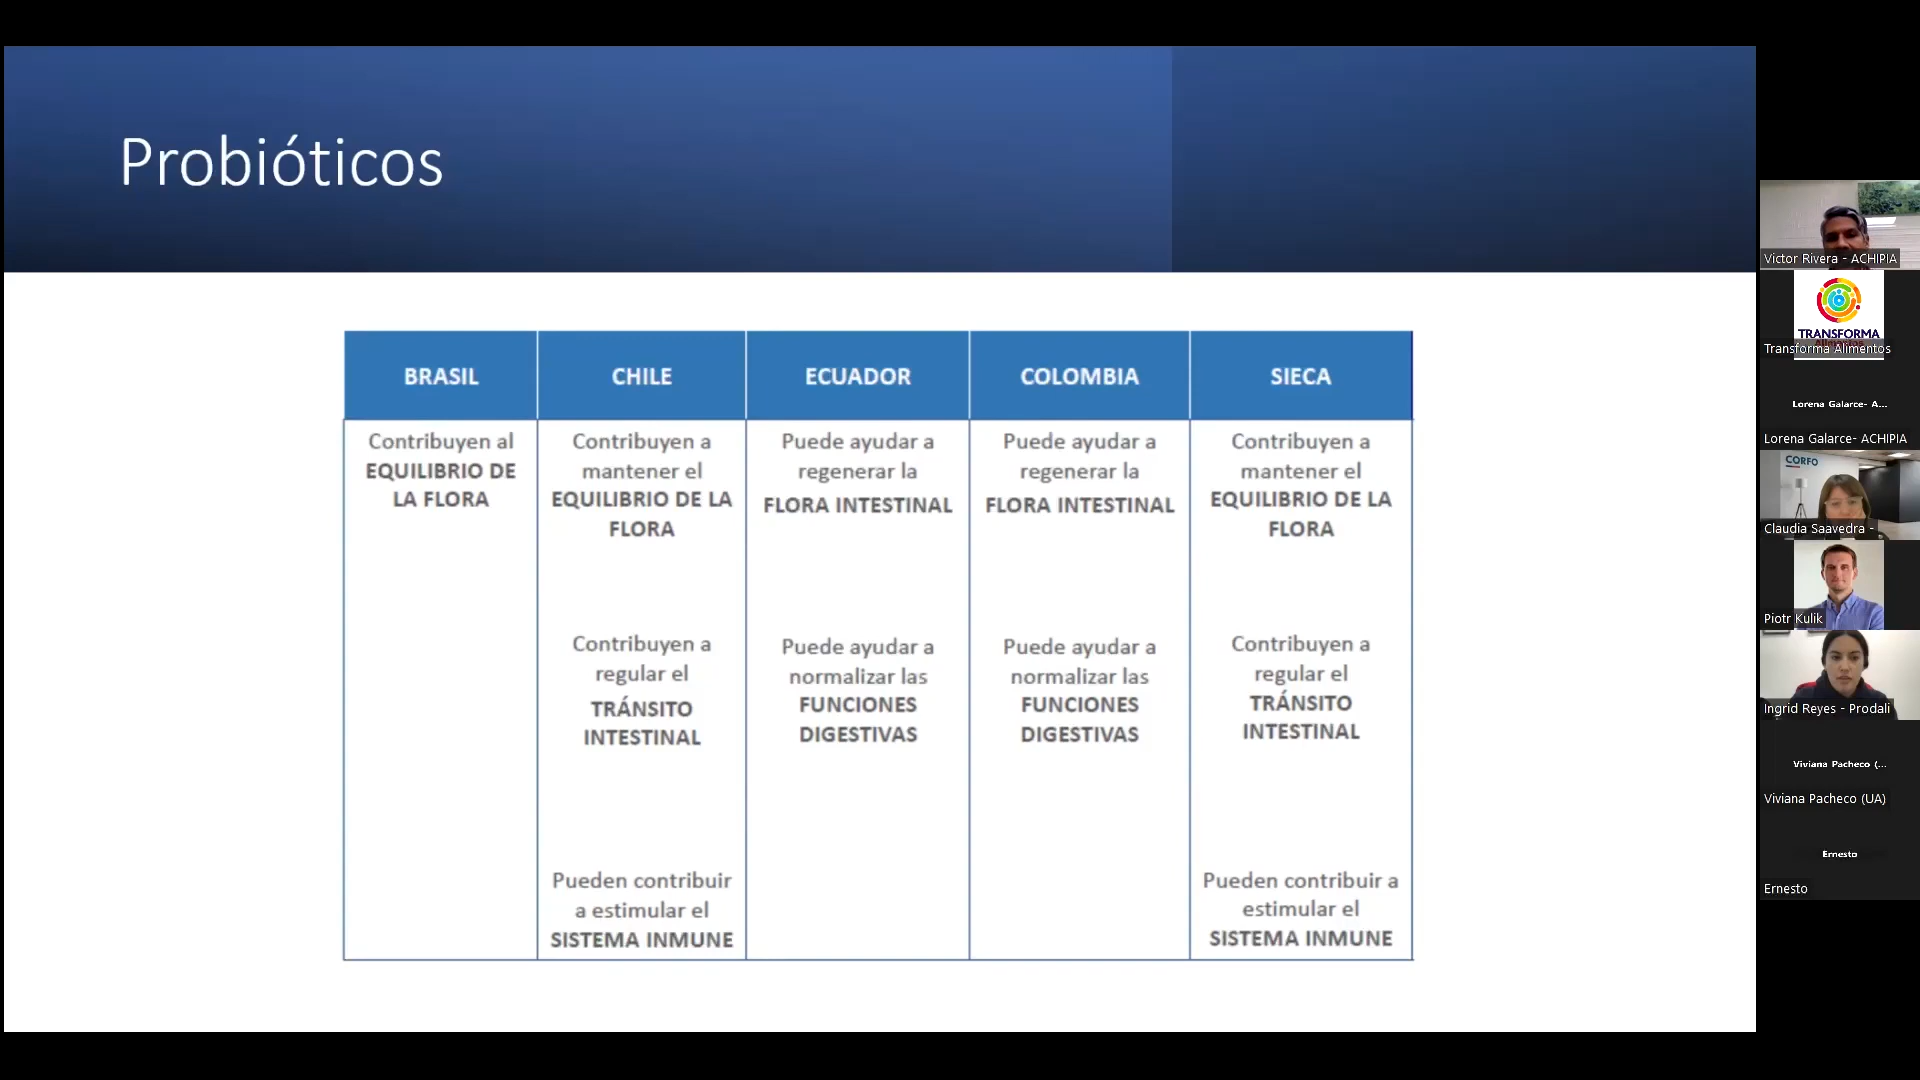 Probióticos
BRASIL
CHILE
ECUADOR
COLOMBIA
SIECA
Contribuyen al
EQUILIBRIO DE
LA FLORA
Contribuyen a
mantener el
EQUILIBRIO DE LA
FLORA
Contribuyen a
regular el
TRÁNSITO
INTESTINAL
Pueden contribuir
a estimular el
SISTEMA INMUNE
Puede ayudar a
regenerar la
FLORA INTESTINAL
Puede ayudar a
normalizar las
FUNCIONES
DIGESTIVAS
Puede ayudar a
regenerar la
FLORA INTESTINAL
Puede ayudar a
normalizar las
FUNCIONES
DIGESTIVAS
Contribuyen a
mantener el
EQUILIBRIO DE LA
FLORA
Contribuyen a
regular el
TRÁNSITO
INTESTINAL
Pueden contribuir a
estimular el
SISTEMA INMUNE
Victor Rivera - ACHIPIA
TRANSFORMA
Transforma Alimentos
Lorena Galarce- A...
Lorena Galarce- ACHIPIA
CORFO
Claudia Saavedra -
Piotr Kulik
Ingrid Reyes - Prodali
Viviana Pacheco (...
Viviana Pacheco (UA)
Ernesto
Ernesto